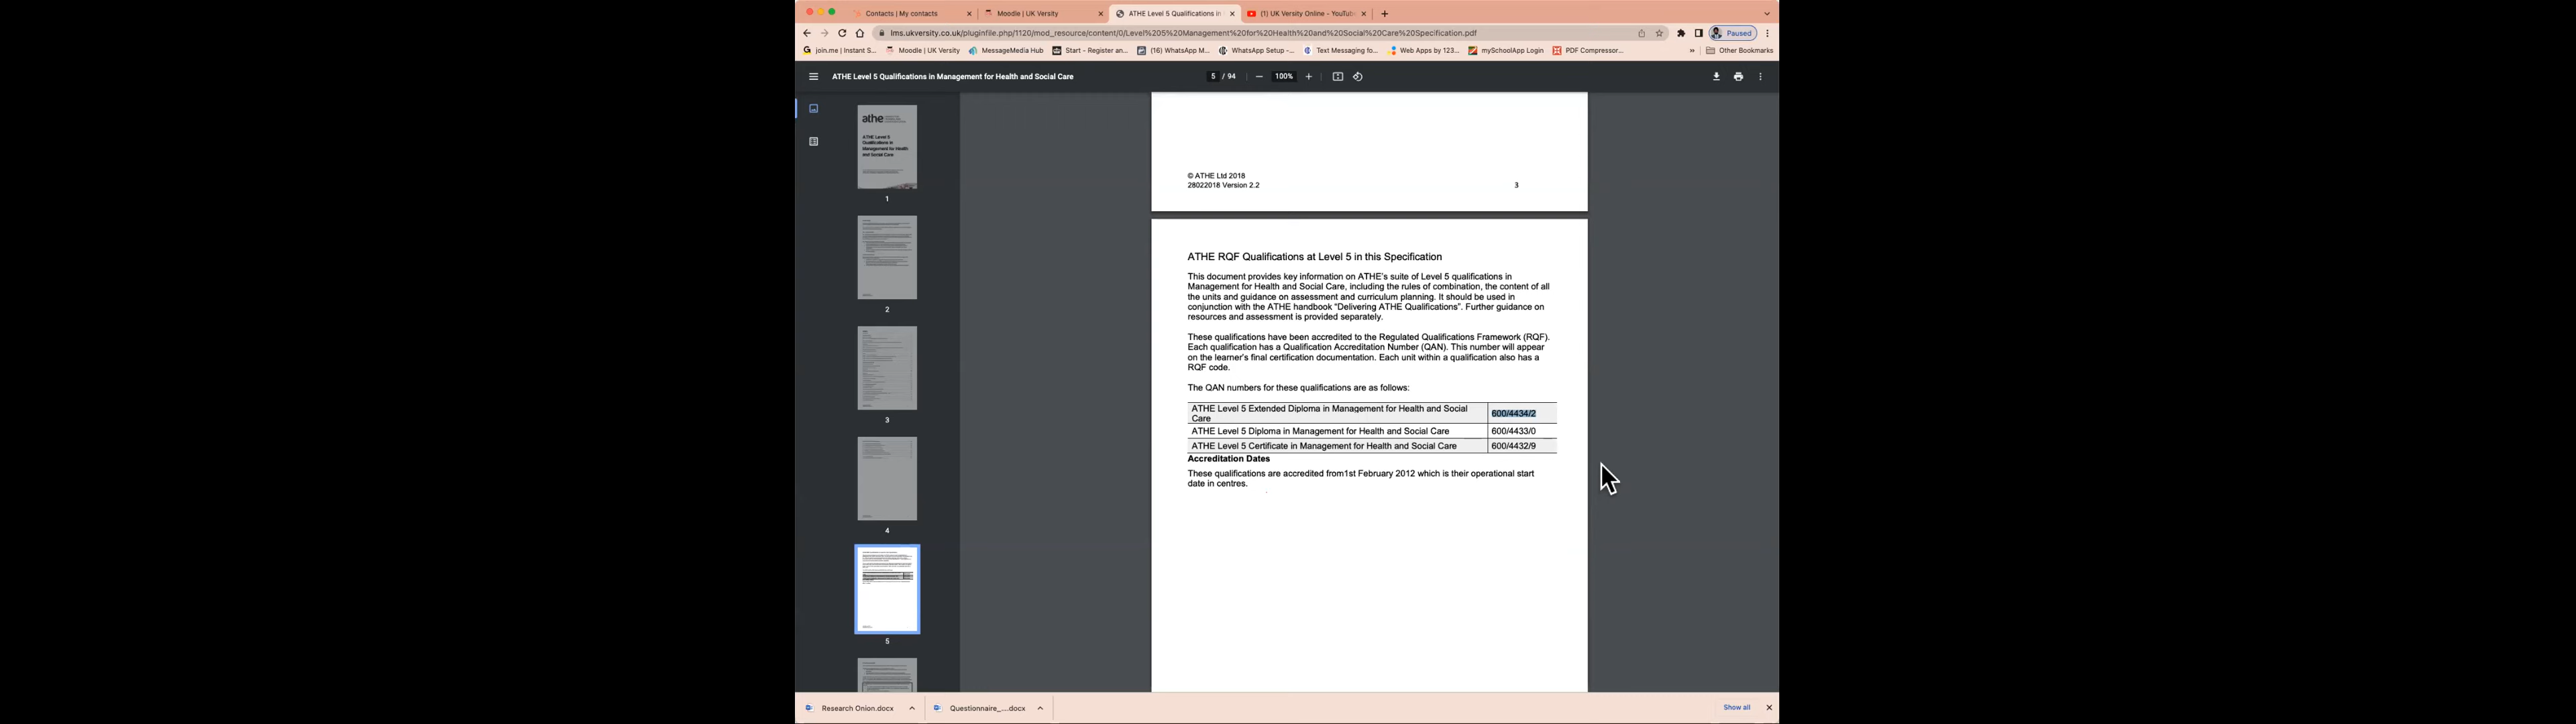 Contacts | My contacts
Moodle | UK Versity
ATHE Level 5 Qualifications in
(1) UK Versity Online - YouTub
lms.ukversity.co.uk/pluginfile.php/1120/mod_resource/content/0/Level%205%20Management%20for%20Health%20and%20Social%20Care%20Specification.pdf
Paused
join.me | Instant S...
Moodle | UK Versity
MessageMedia Hub
Start - Register an...
(16) WhatsApp M...
WhatsApp Setup -...
Text Messaging fo...
Web Apps by 123...
mySchoolApp Login
PDF Compressor...
»
Other Bookmarks
ATHE Level 5 Qualifications in Management for Health and Social Care
5 / 94
100%
athe
ATHE Level 5
Qualifications in
Management for Health
and Social Care
1
2
3
4
5
© ATHE Ltd 2018
28022018 Version 2.2
3
ATHE RQF Qualifications at Level 5 in this Specification
This document provides key information on ATHE's suite of Level 5 qualifications in
Management for Health and Social Care, including the rules of combination, the content of all
the units and guidance on assessment and curriculum planning. It should be used in
conjunction with the ATHE handbook "Delivering ATHE Qualifications". Further guidance on
resources and assessment is provided separately.
These qualifications have been accredited to the Regulated Qualifications Framework (RQF).
Each qualification has a Qualification Accreditation Number (QAN). This number will appear
on the learner's final certification documentation. Each unit within a qualification also has a
RQF code.
The QAN numbers for these qualifications are as follows:
ATHE Level 5 Extended Diploma in Management for Health and Social
Care
600/4434/2
ATHE Level 5 Diploma in Management for Health and Social Care
600/4433/0
ATHE Level 5 Certificate in Management for Health and Social Care
600/4432/9
Accreditation Dates
These qualifications are accredited from1st February 2012 which is their operational start
date in centres.
Research Onion.docx
Questionnaire_....docx
Show all